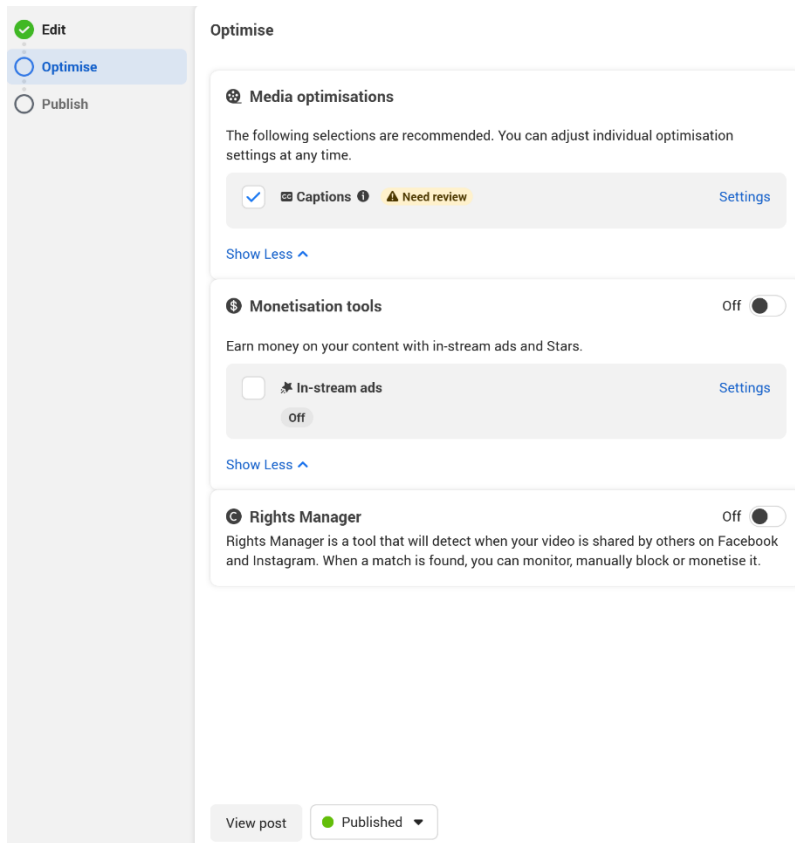 Edit
Optimise
Publish
Optimise
Media optimisations
The following selections are recommended. You can adjust individual optimisation
settings at any time.
CC Captions i Need review Settings
Show Less
$ Monetisation tools Off
Earn money on your content with in-stream ads and Stars.
In-stream ads Settings
Off
Show Less
C Rights Manager Off
Rights Manager is a tool that will detect when your video is shared by others on Facebook
and Instagram. When a match is found, you can monitor, manually block or monetise it.
View post Published